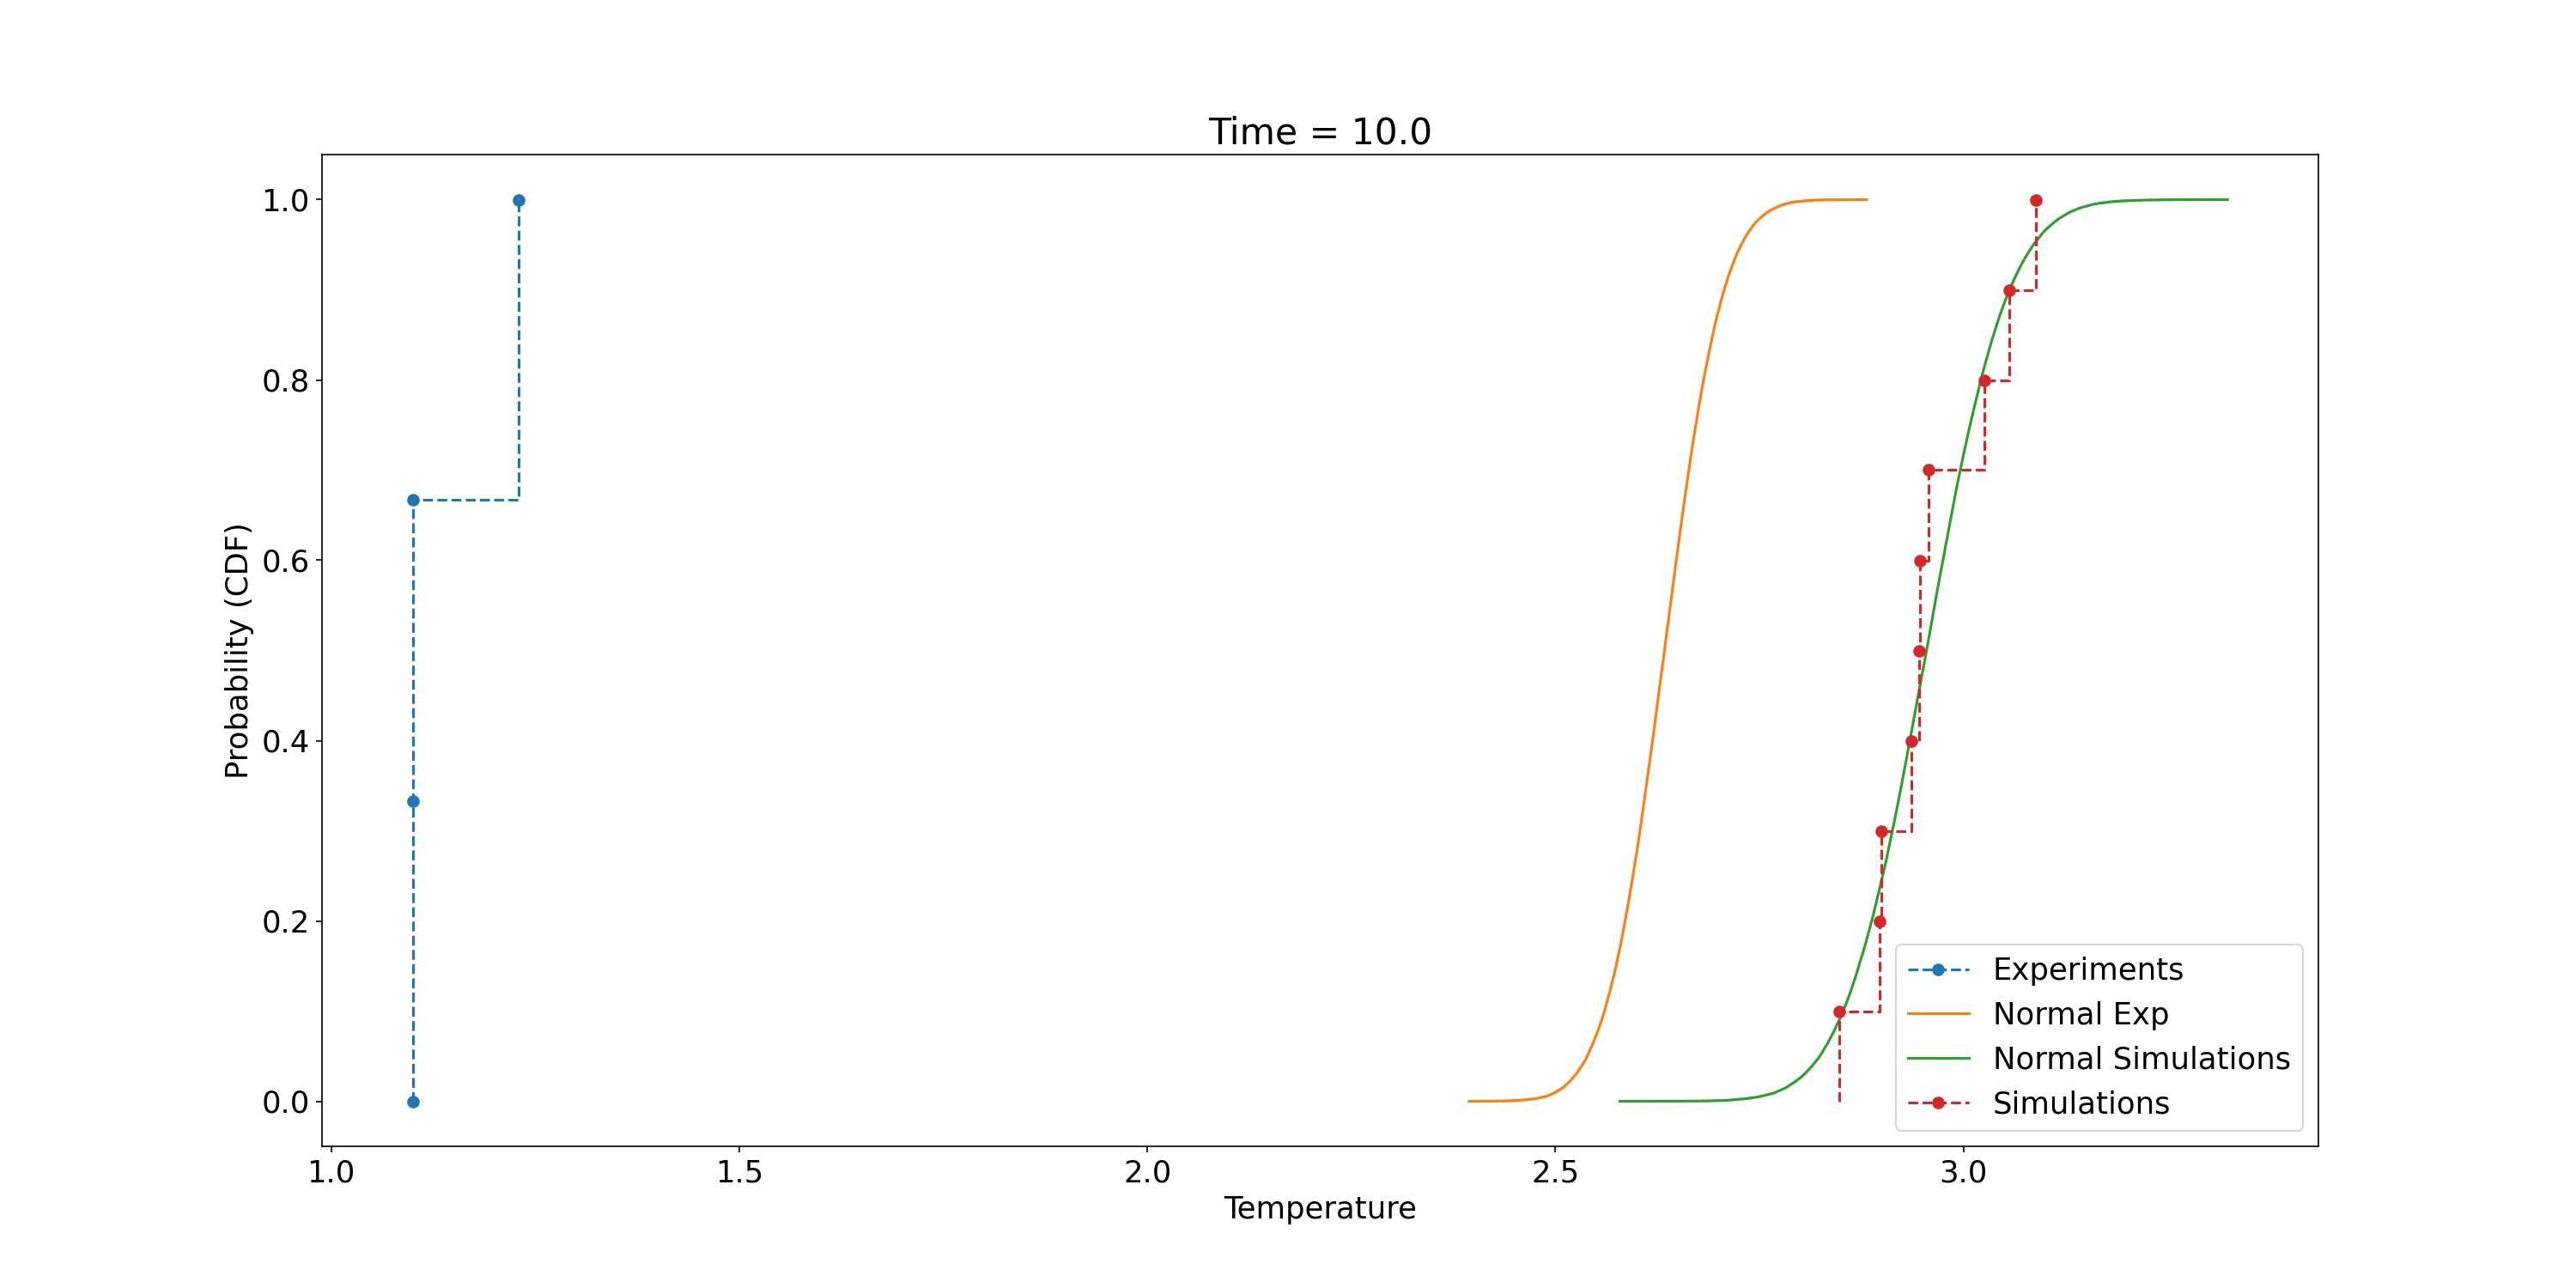 Time = 10.0
1.0
0.8
0.6
0.4
0.2
0.0
Probability (CDF)
1.0 1.5 2.0 2.5 3.0
Temperature
Experiments
Normal Exp
Normal Simulations
Simulations